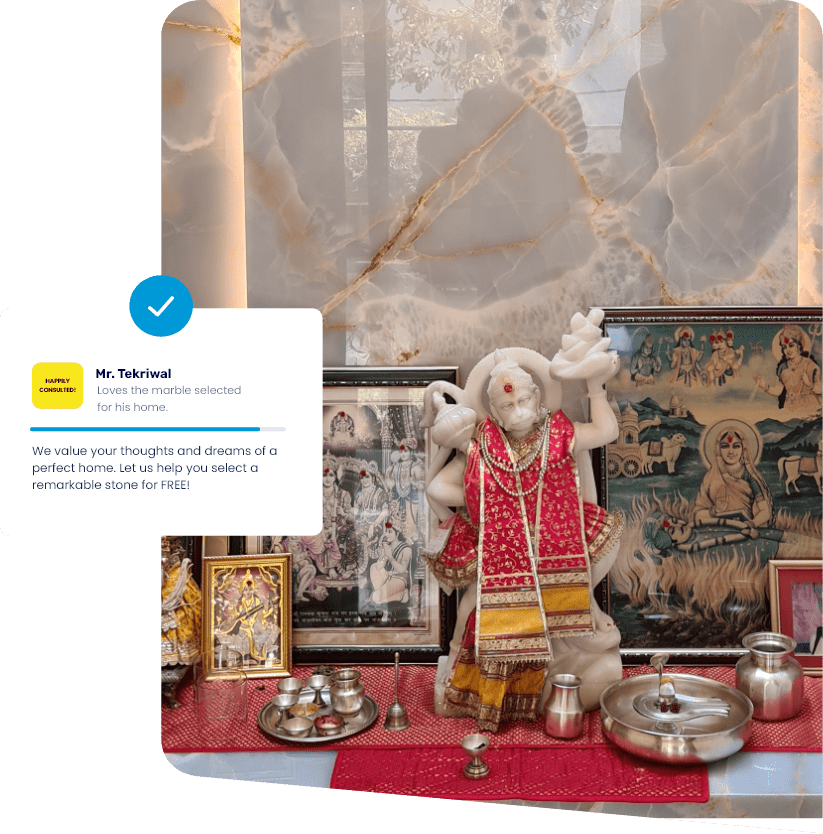 HAPPILY
CONSULTED!
Mr. Tekriwal
Loves the marble selected
for his home.
We value your thoughts and dreams of a
perfect home. Let us help you select a
remarkable stone for FREE!